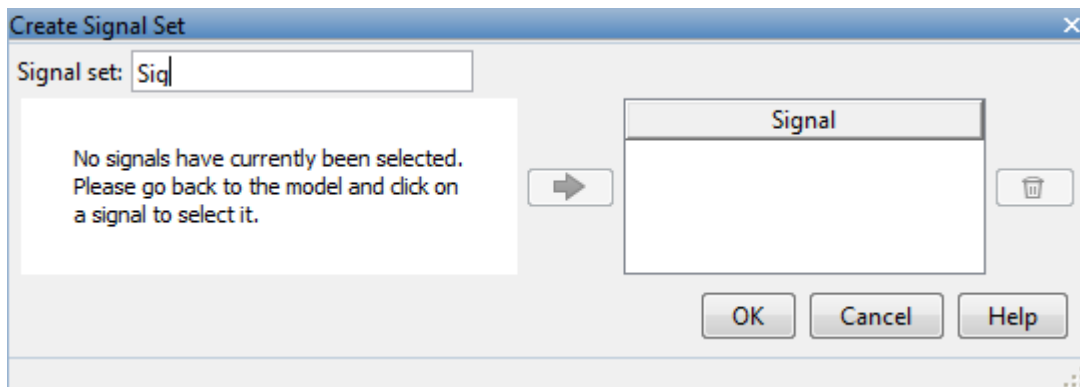 Create Signal Set
Signal set: Sig
No signals have currently been selected.
Please go back to the model and click on
a signal to select it.
Signal
OK Cancel Help